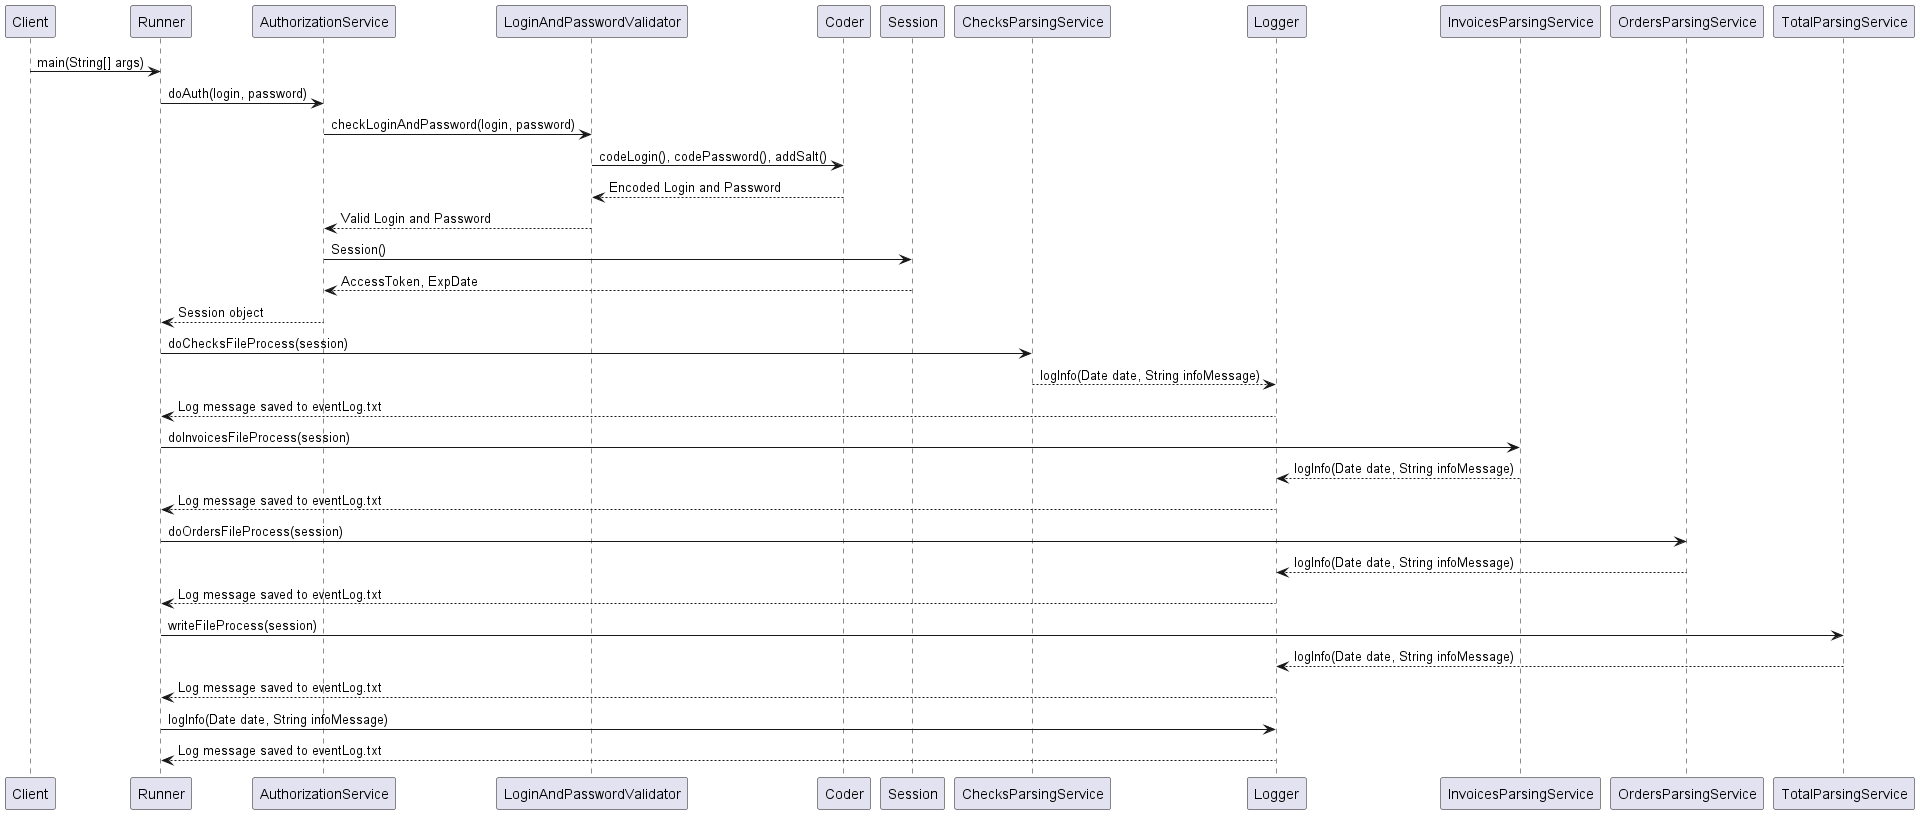 Client
Runner
AuthorizationService
LoginAndPasswordValidator
Coder
Session
ChecksParsingService
Logger
InvoicesParsingService
OrdersParsingService
TotalParsingService
main(String[] args)
doAuth(login, password)
checkLoginAndPassword(login, password)
codeLogin(), codePassword(), addSalt()
Encoded Login and Password
Valid Login and Password
Session()
AccessToken, ExpDate
Session object
doChecksFileProcess(session)
logInfo(Date date, String infoMessage)
Log message saved to eventLog.txt
doInvoicesFileProcess(session)
logInfo(Date date, String infoMessage)
Log message saved to eventLog.txt
doOrdersFileProcess(session)
logInfo(Date date, String infoMessage)
Log message saved to eventLog.txt
writeFileProcess(session)
logInfo(Date date, String infoMessage)
Log message saved to eventLog.txt
logInfo(Date date, String infoMessage)
Log message saved to eventLog.txt
Client
Runner
AuthorizationService
LoginAndPasswordValidator
Coder
Session
ChecksParsingService
Logger
InvoicesParsingService
OrdersParsingService
TotalParsingService